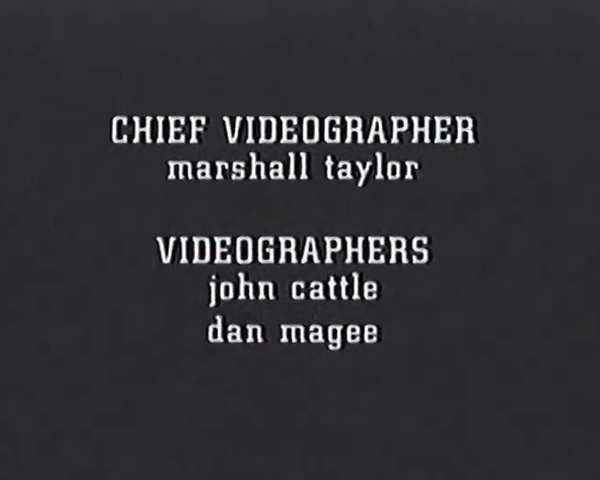 CHIEF VIDEOGRAPHER
marshall taylor
VIDEOGRAPHERS
john cattle
dan magee